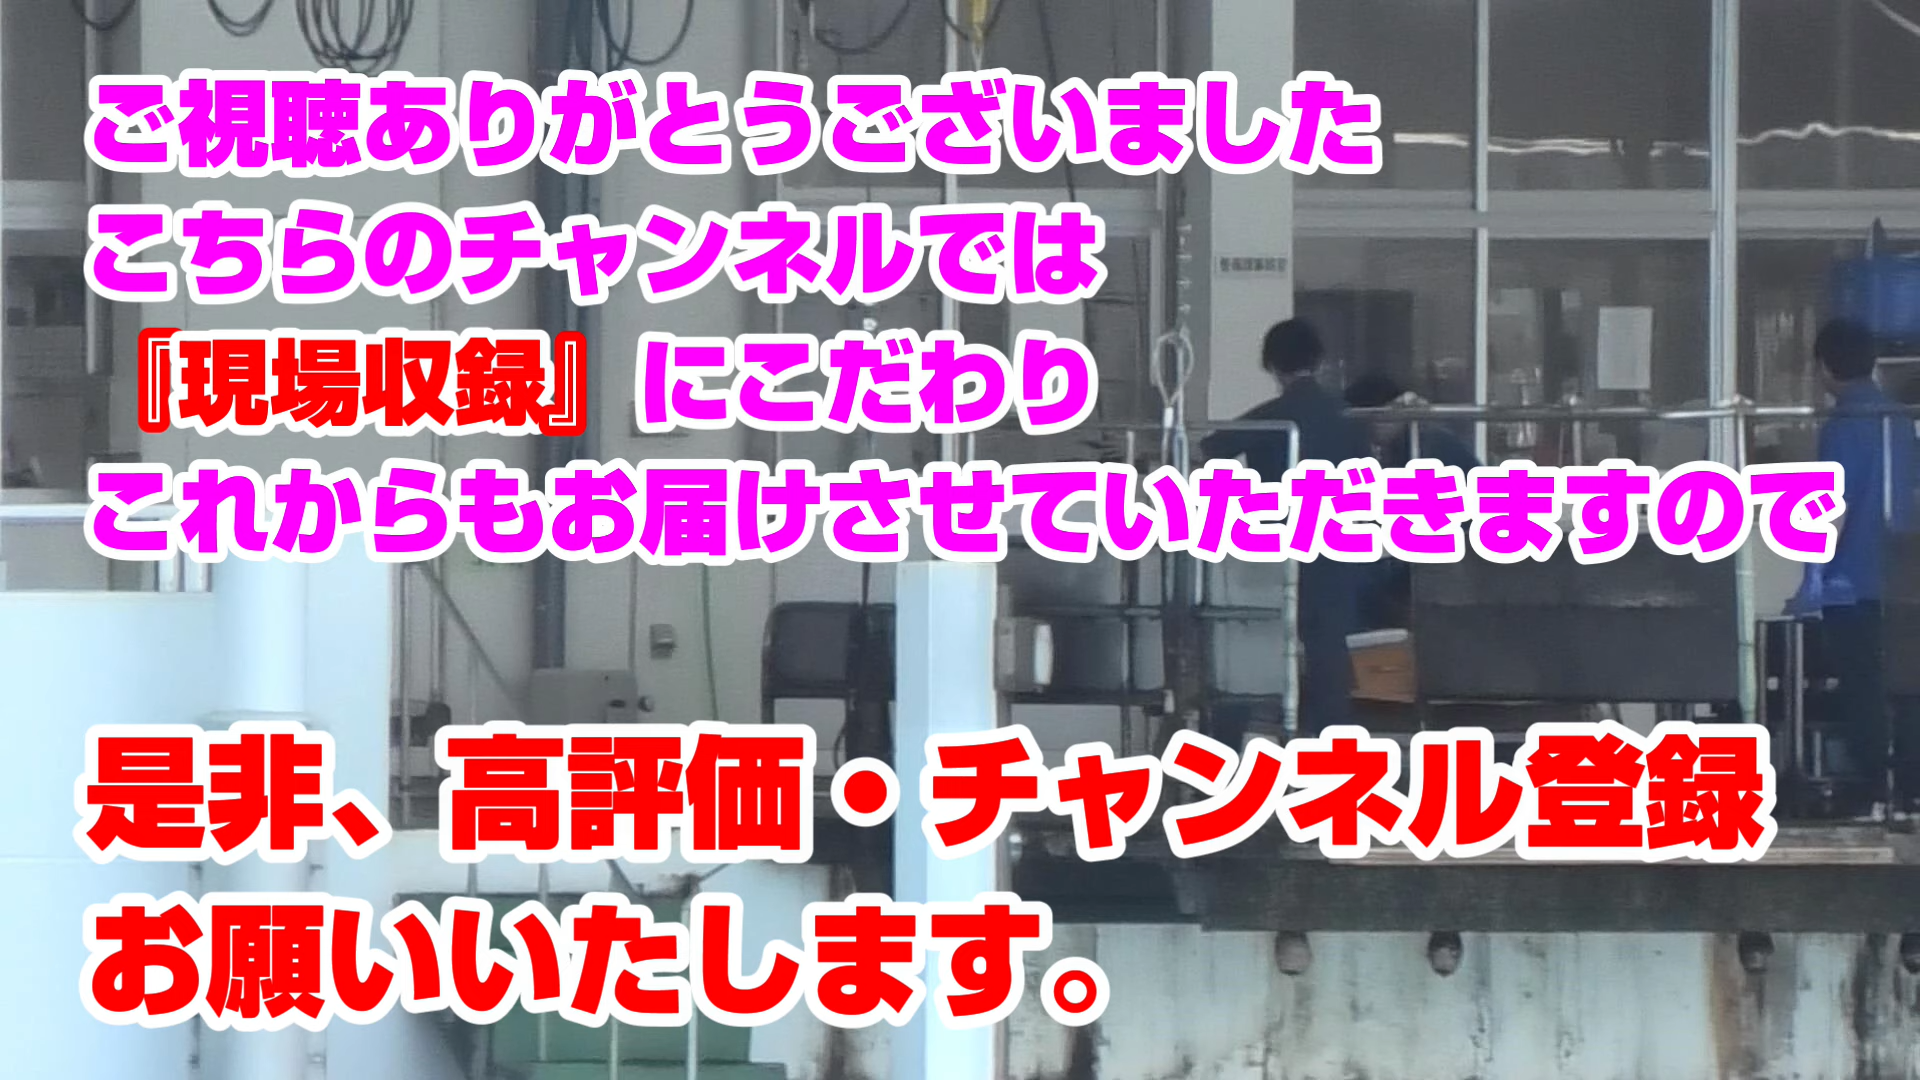 ご視聴ありがとうございました
こちらのチャンネルでは
『現場収録』にこだわり
これからもお届けさせていただきますので
是非、高評価・チャンネル登録
お願いいたします。